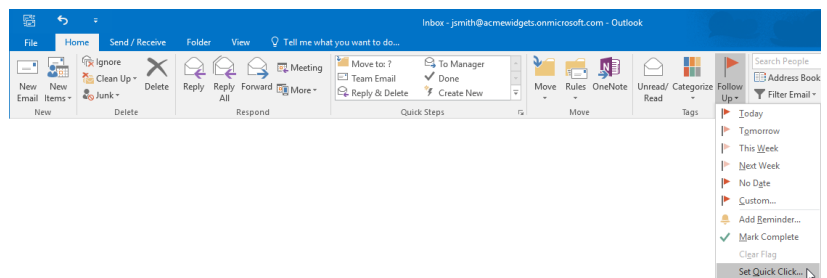 Inbox - jsmith@acmewidgets.onmicrosoft.com - Outlook
File Home Send / Receive Folder View Tell me what you want to do...
New Email
New Items
Ignore
Clean Up
Junk
Delete
Reply
Reply All
Forward
Meeting
More
Move to: ?
Team Email
Reply & Delete
To Manager
Done
Create New
Move
Rules
OneNote
Unread/ Read
Categorize
Follow Up
Search People
Address Book
Filter Email
New Delete Respond Quick Steps Move Tags
Today
Tomorrow
This Week
Next Week
No Date
Custom...
Add Reminder...
Mark Complete
Clear Flag
Set Quick Click...